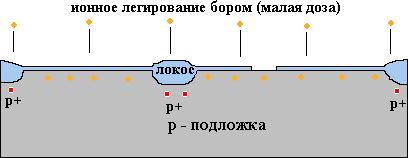 ионное легирование бором (малая доза)
локос
p+
p+
p+
p - подложка